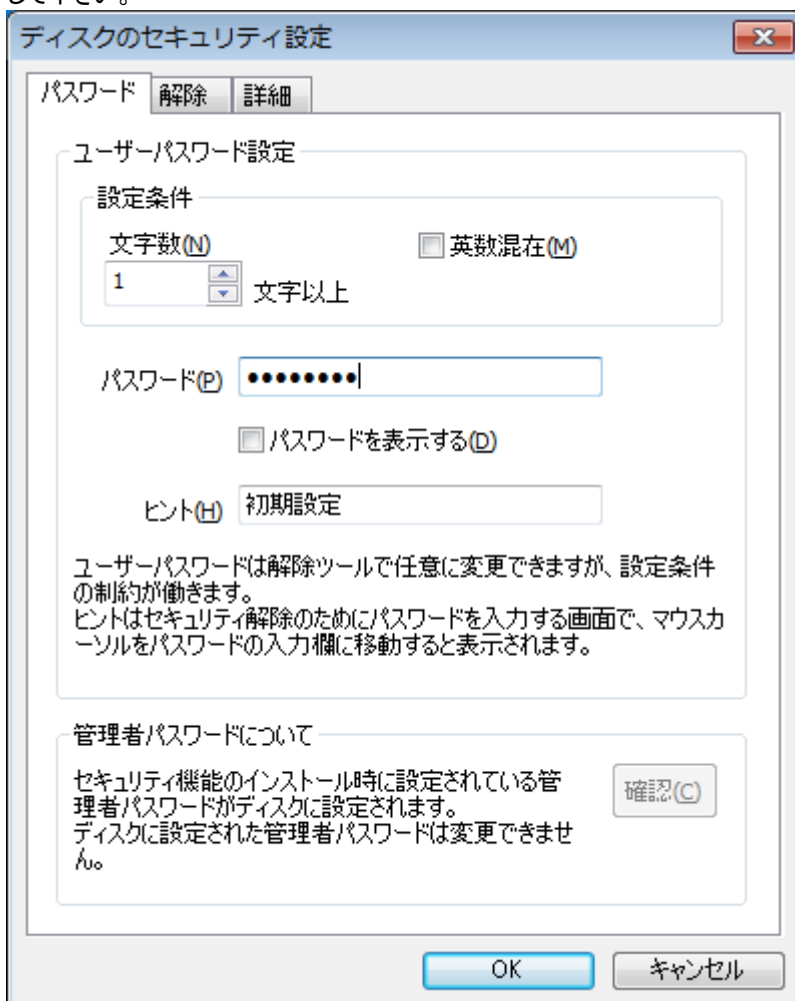 して下さい。
ディスクのセキュリティ設定
パスワード 解除 詳細
ユーザーパスワード設定
設定条件
文字数(N) 英数混在(M)
1 文字以上
パスワード(P) ●●●●●●●●
パスワードを表示する(D)
ヒント(H) 初期設定
ユーザーパスワードは解除ツールで任意に変更できますが、設定条件
の制約が働きます。
ヒントはセキュリティ解除のためにパスワードを入力する画面で、マウスカ
ーソルをパスワードの入力欄に移動すると表示されます。
管理者パスワードについて
セキュリティ機能のインストール時に設定されている管
理者パスワードがディスクに設定されます。
ディスクに設定された管理者パスワードは変更できませ
ん。
確認(C)
OK キャンセル